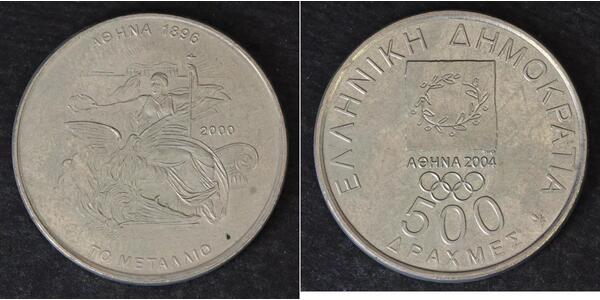 ΑΘΗΝΑ 1896
2000
ΤΟ ΜΕΤΑΛΛΙΟ
ΕΛΛΗΝΙΚΗ ΔΗΜΟΚΡΑΤΙΑ
ΑΘΗΝΑ 2004
500
ΔΡΑΧΜΕΣ